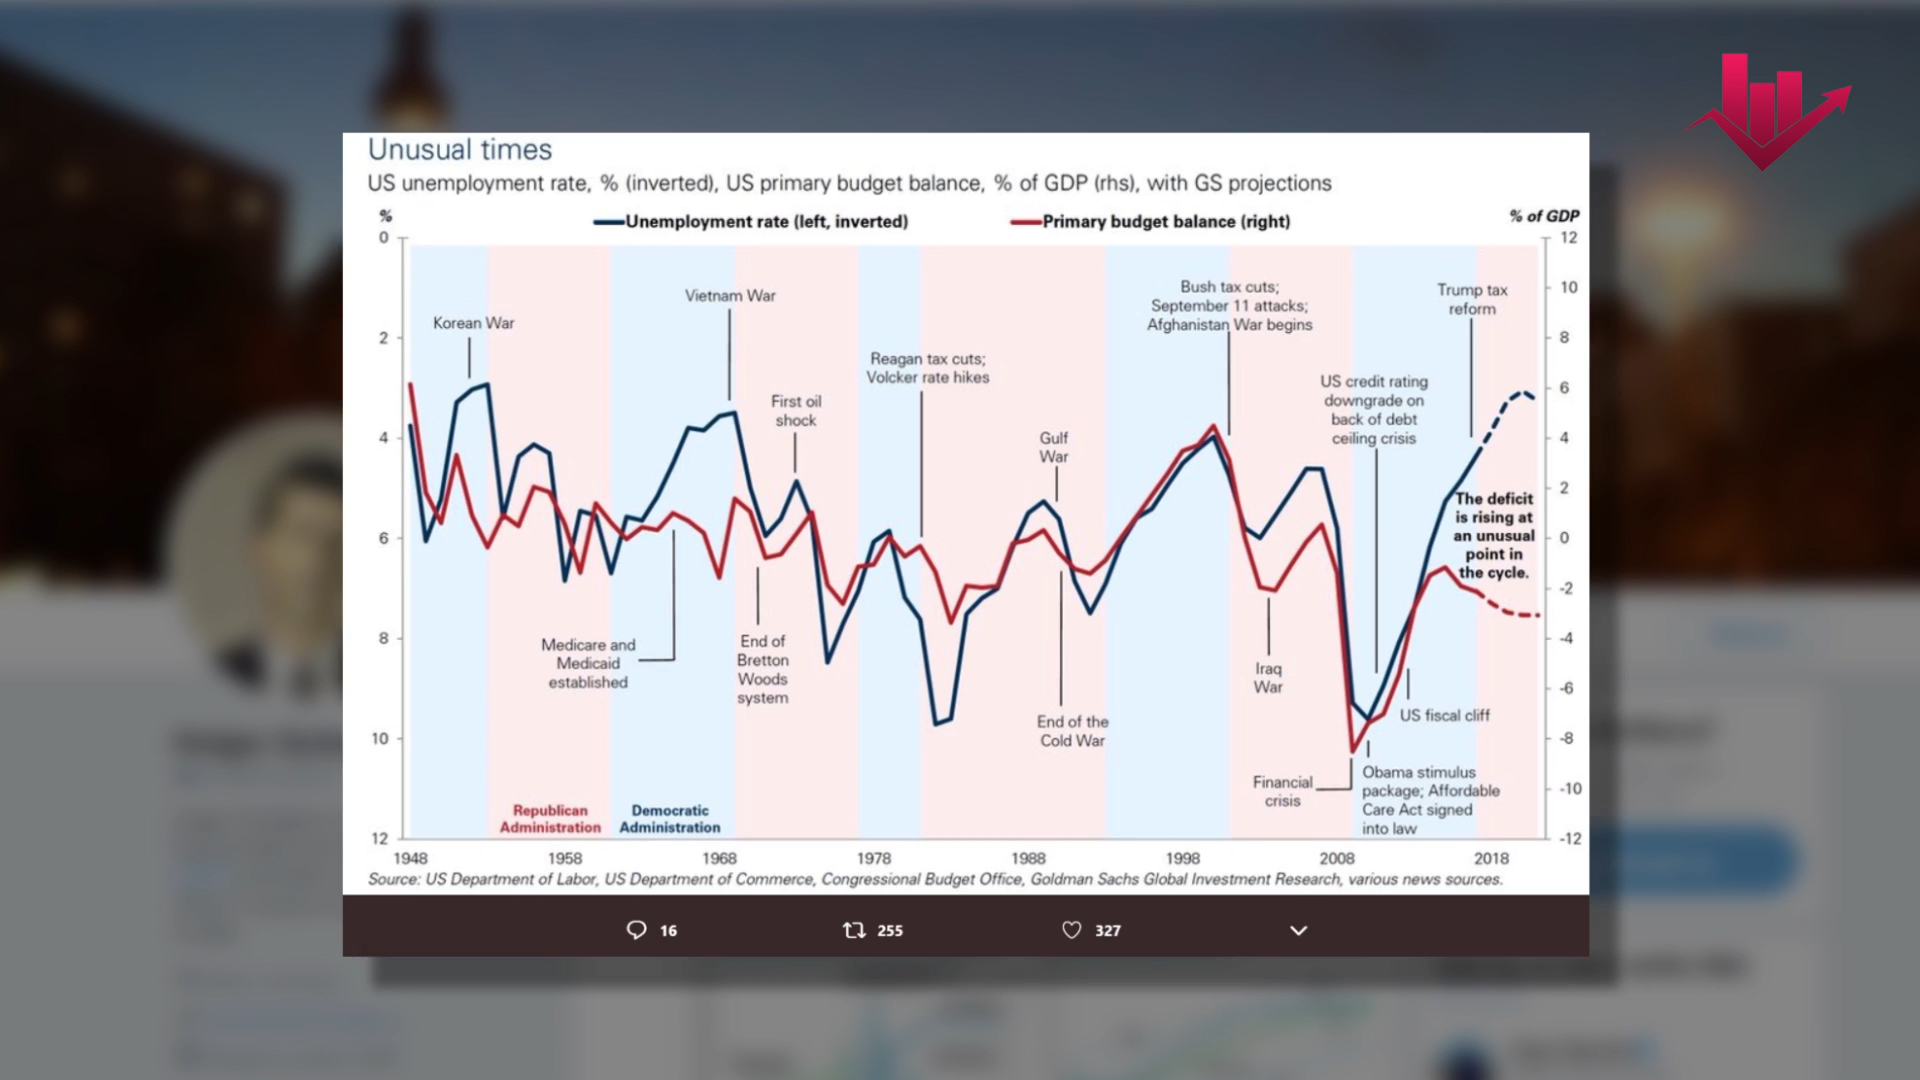 Unusual times
US unemployment rate, % (inverted), US primary budget balance, % of GDP (rhs), with GS projections
%
Unemployment rate (left, inverted)
Primary budget balance (right)
% of GDP
0
2
4
6
8
10
12
12
10
8
6
4
2
0
-2
-4
-6
-8
-10
-12
Korean War
Vietnam War
First oil
shock
Reagan tax cuts;
Volcker rate hikes
Gulf
War
Bush tax cuts;
September 11 attacks;
Afghanistan War begins
US credit rating
downgrade on
back of debt
ceiling crisis
Trump tax
reform
The deficit
is rising at
an unusual
point in
the cycle.
Medicare and
Medicaid
established
End of
Bretton
Woods
system
End of the
Cold War
Iraq
War
US fiscal cliff
Financial
crisis
Obama stimulus
package; Affordable
Care Act signed
into law
Republican
Administration
Democratic
Administration
1948
1958
1968
1978
1988
1998
2008
2018
Source: US Department of Labor, US Department of Commerce, Congressional Budget Office, Goldman Sachs Global Investment Research, various news sources.
16
255
327